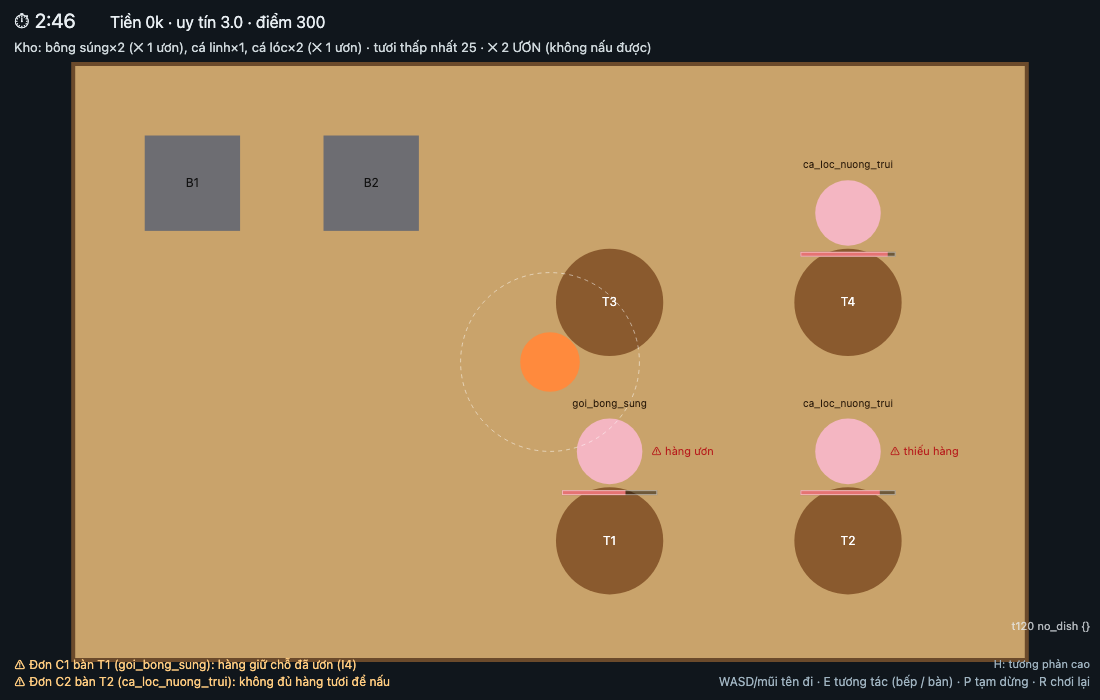 ⏱ 2:46 Tiền 0k · uy tín 3.0 · điểm 300
Kho: bông súng×2 (✕ 1 ươn), cá linh×1, cá lóc×2 (✕ 1 ươn) · tươi thấp nhất 25 · ✕ 2 ƯƠN (không nấu được)
B1
B2
ca_loc_nuong_trui
T3
T4
goi_bong_sung
ca_loc_nuong_trui
⚠ hàng ươn
⚠ thiếu hàng
T1
T2
t120 no_dish {}
⚠ Đơn C1 bàn T1 (goi_bong_sung): hàng giữ chỗ đã ươn (I4)
H: tương phản cao
⚠ Đơn C2 bàn T2 (ca_loc_nuong_trui): không đủ hàng tươi để nấu
WASD/mũi tên đi · E tương tác (bếp / bàn) · P tạm dừng · R chơi lại